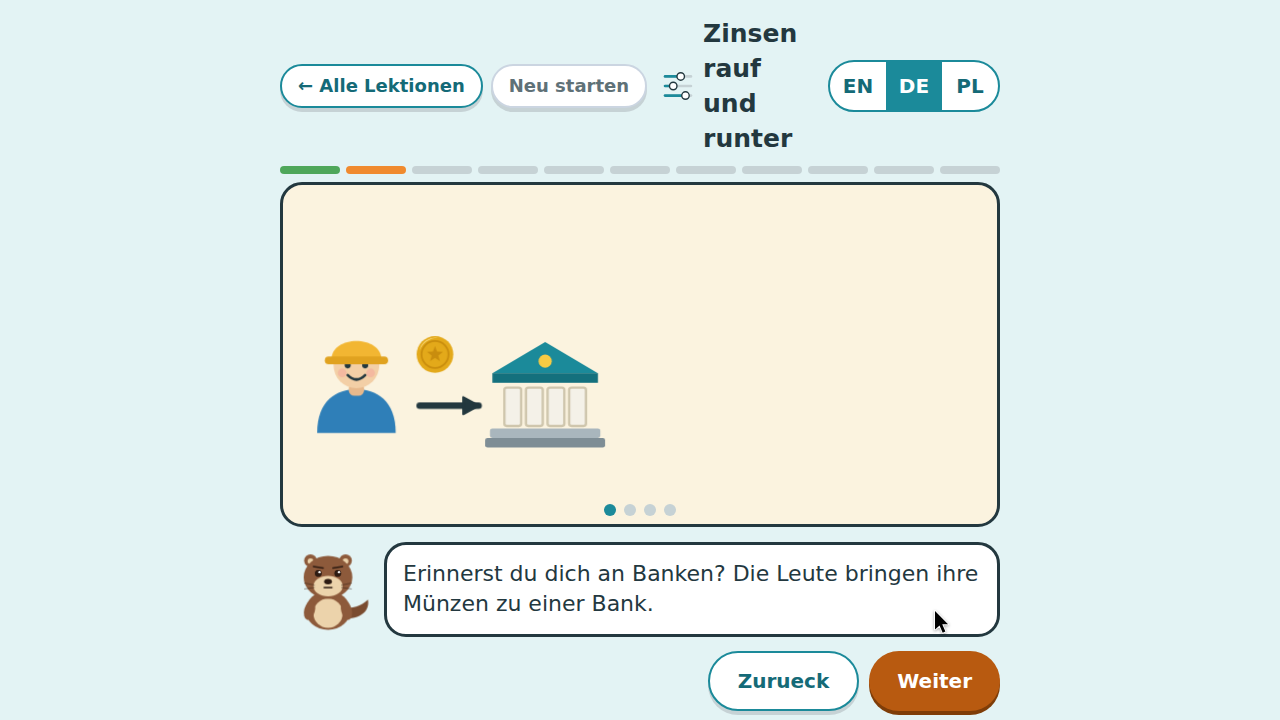 ← Alle Lektionen
Neu starten
Zinsen
rauf
und
runter
EN DE PL
Erinnerst du dich an Banken? Die Leute bringen ihre
Münzen zu einer Bank.
Zurueck
Weiter